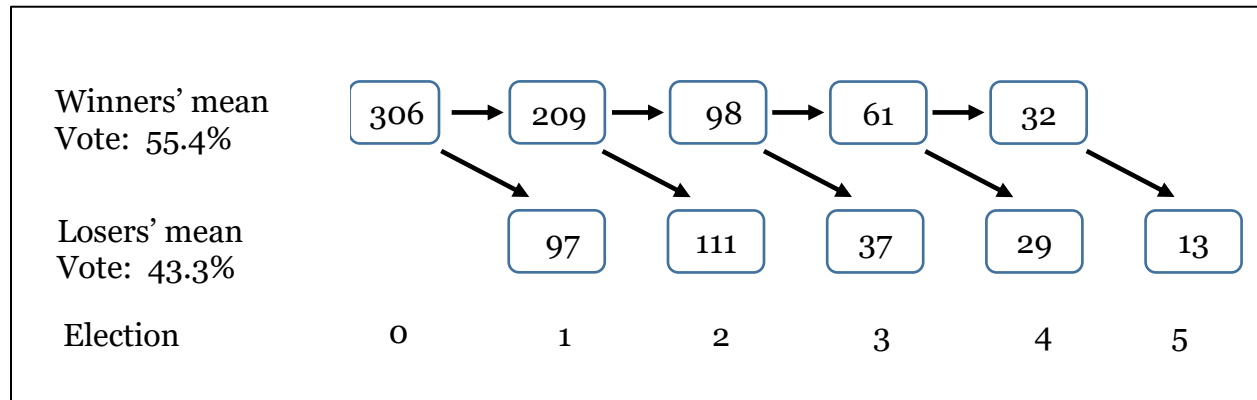 Winners’ mean
Vote: 55.4%
306 209 98 61 32
Losers’ mean
Vote: 43.3%
97 111 37 29 13
Election 0 1 2 3 4 5